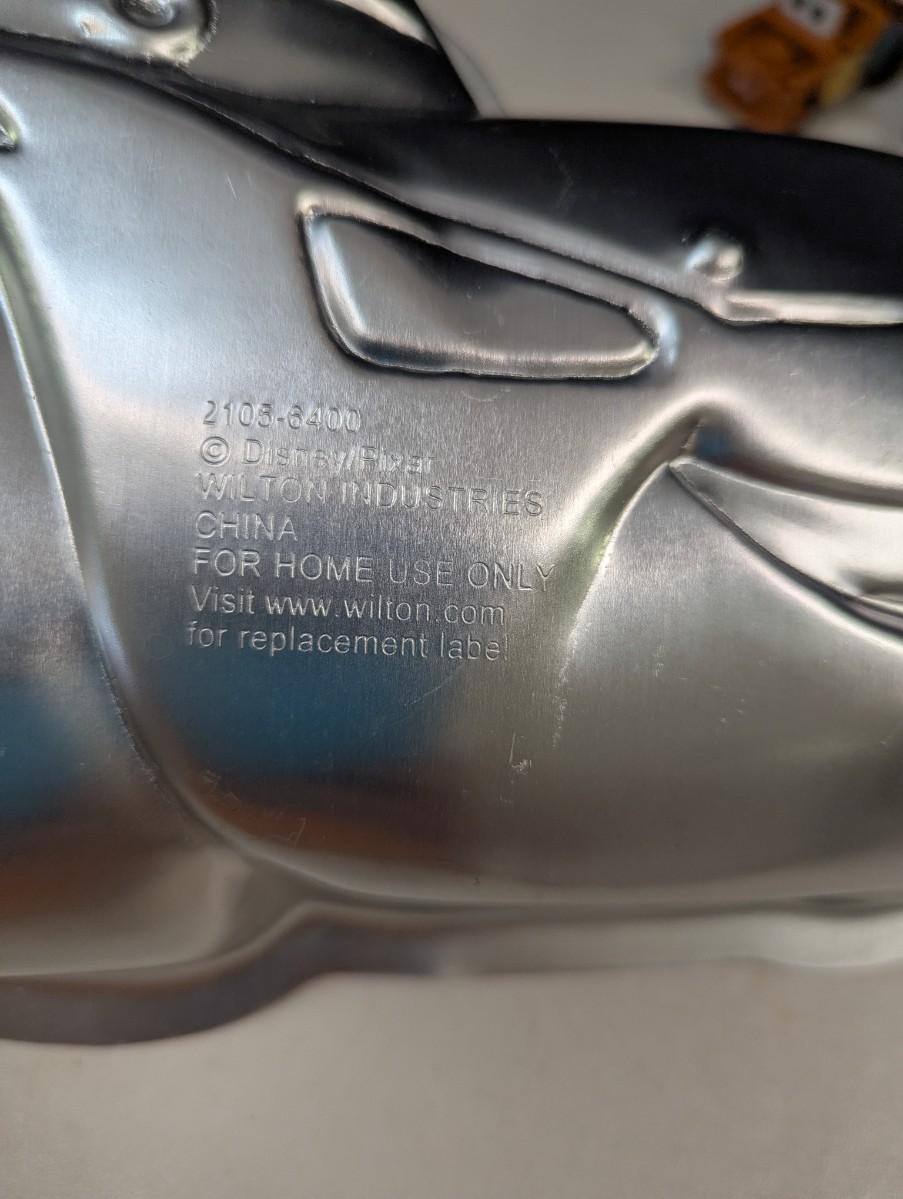 2105-6400
© Disney/Pixar
WILTON INDUSTRIES
CHINA
FOR HOME USE ONLY
Visit www.wilton.com
for replacement label